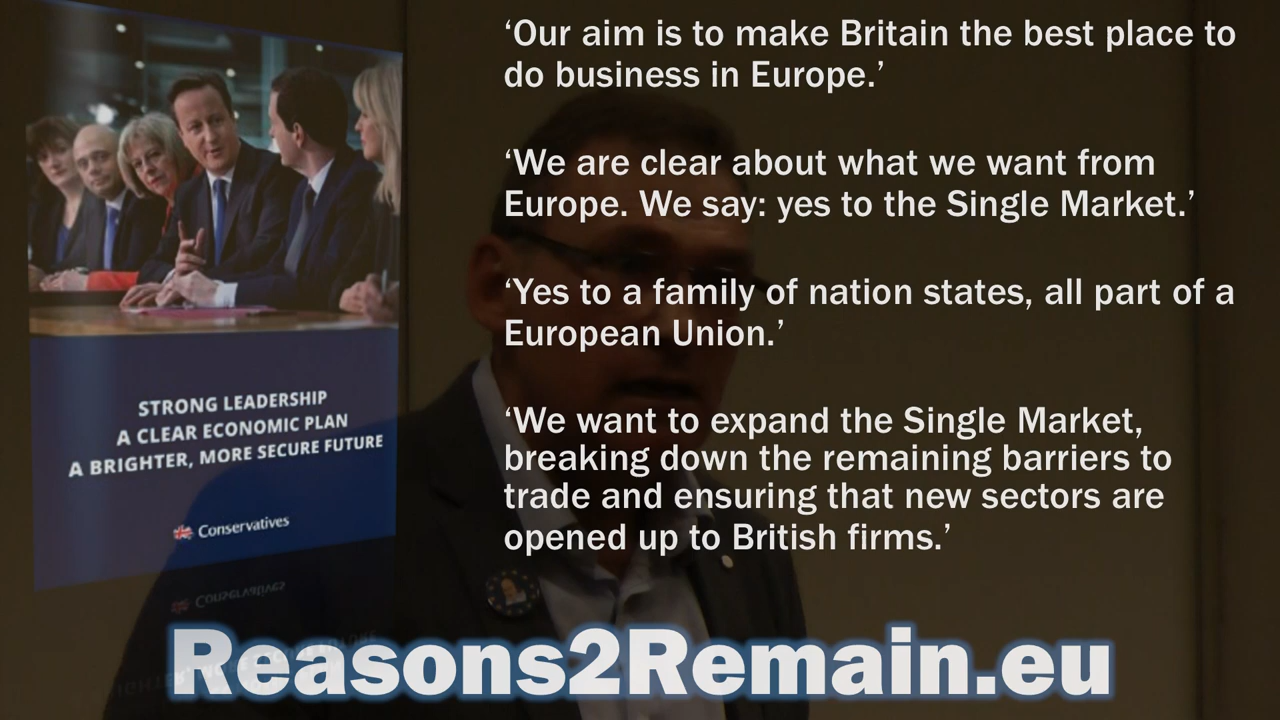 ‘Our aim is to make Britain the best place to
do business in Europe.’
‘We are clear about what we want from
Europe. We say: yes to the Single Market.’
‘Yes to a family of nation states, all part of a
European Union.’
‘We want to expand the Single Market,
breaking down the remaining barriers to
trade and ensuring that new sectors are
opened up to British firms.’
STRONG LEADERSHIP
A CLEAR ECONOMIC PLAN
A BRIGHTER, MORE SECURE FUTURE
Conservatives
Conservatives
Reasons2Remain.eu